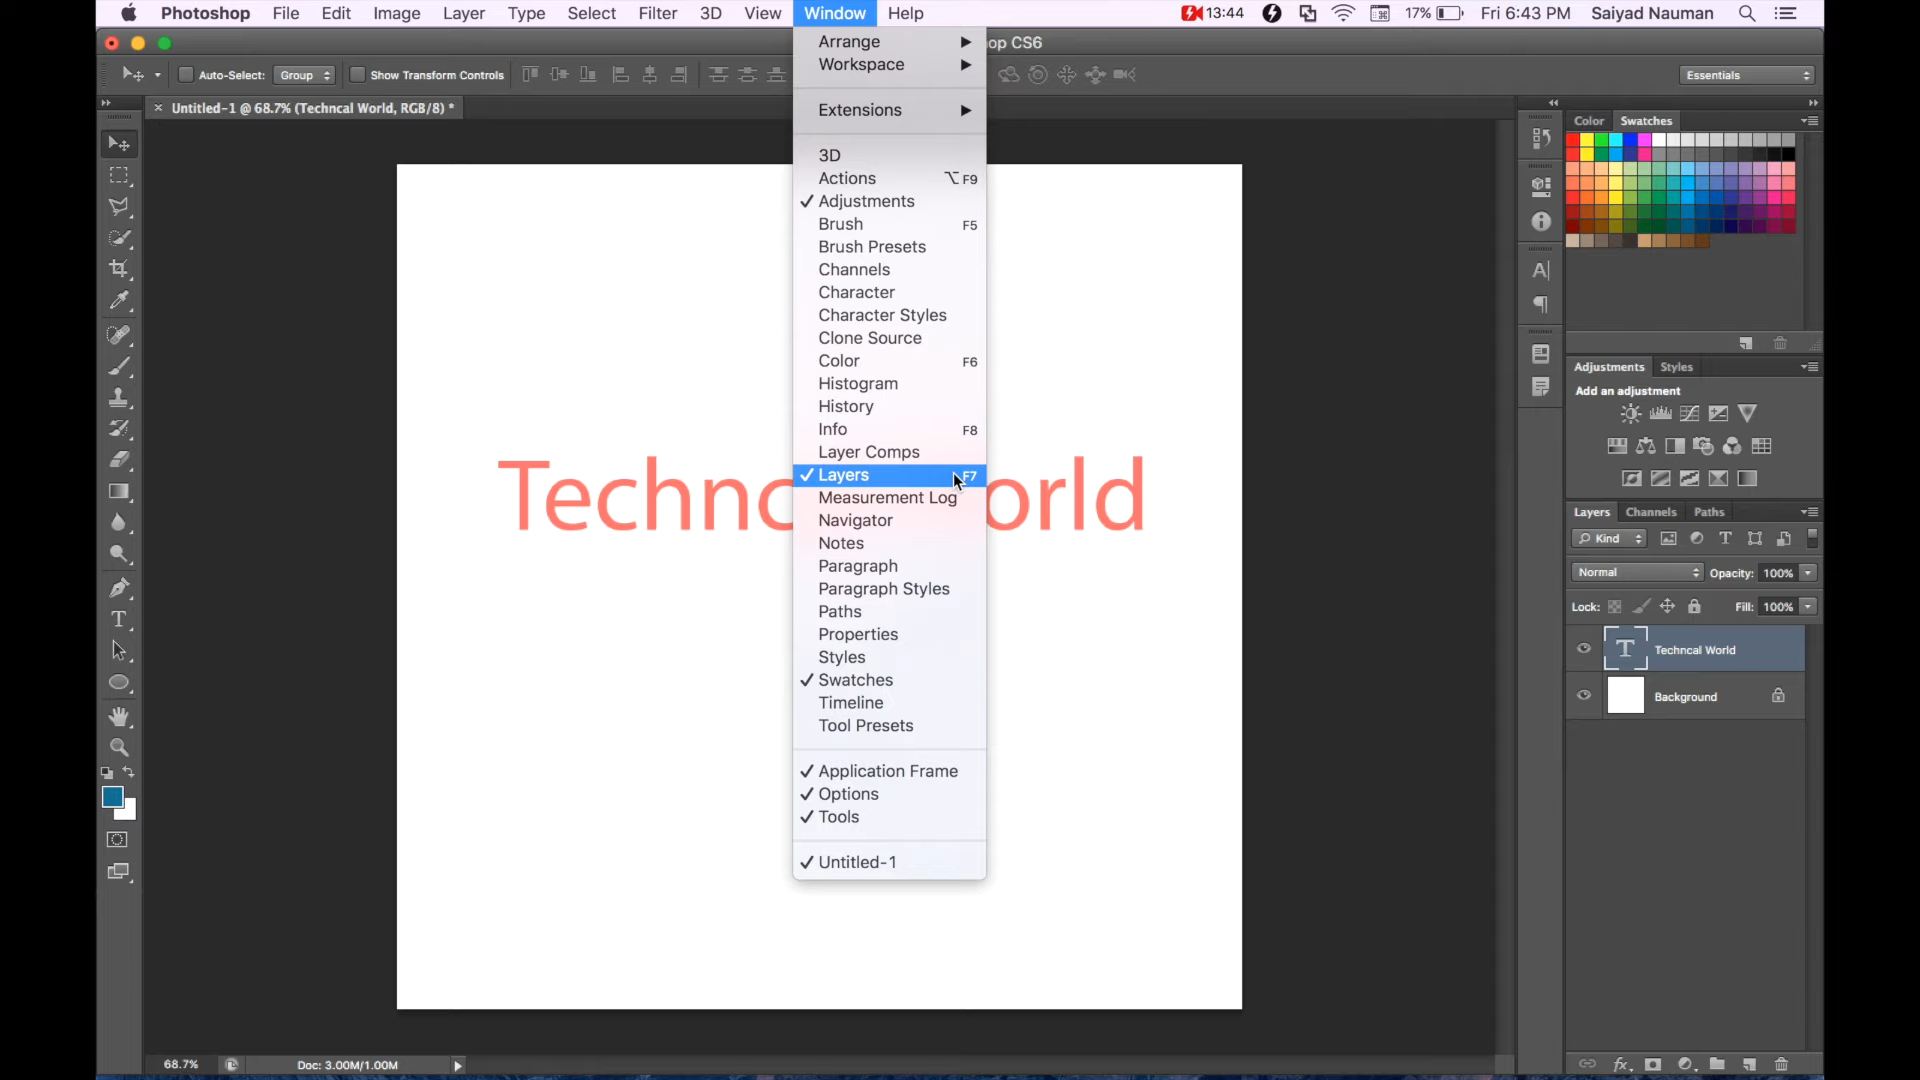 Photoshop File Edit Image Layer Type Select Filter 3D View Window Help 13:44 17% Fri 6:43 PM Saiyad Nauman
op CS6
Auto-Select: Group Show Transform Controls Essentials
Untitled-1 @ 68.7% (Techncal World, RGB/8) *
Arrange
Workspace
Extensions
3D
Actions ⌥ F9
Adjustments
Brush F5
Brush Presets
Channels
Character
Character Styles
Clone Source
Color F6
Histogram
History
Info F8
Layer Comps
Layers F7
Measurement Log
Navigator
Notes
Paragraph
Paragraph Styles
Paths
Properties
Styles
Swatches
Timeline
Tool Presets
Application Frame
Options
Tools
Untitled-1
Techn orld
Color Swatches
Adjustments Styles
Add an adjustment
Layers Channels Paths
Kind
Normal Opacity: 100%
Lock: Fill: 100%
Techncal World
Background
68.7% Doc: 3.00M/1.00M